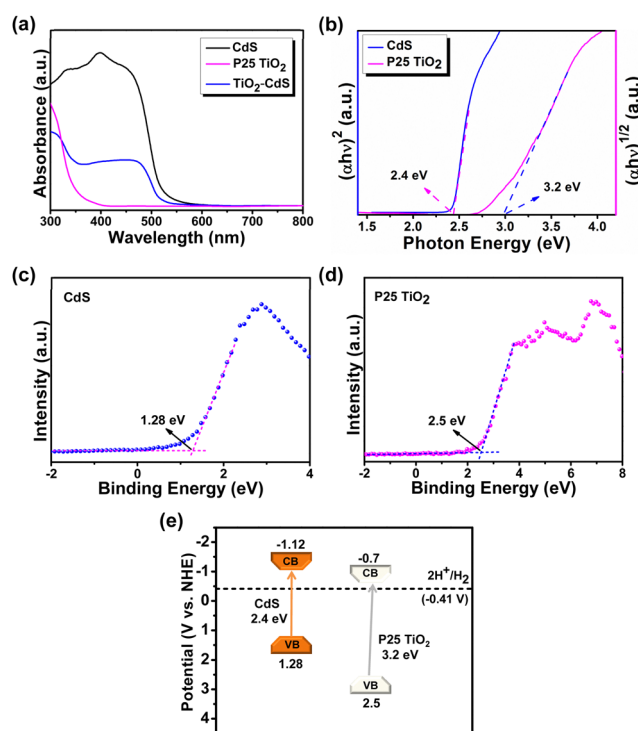 (a)
CdS
P25 TiO2
TiO2-CdS
Absorbance (a.u.)
300 400 500 600 700 800
Wavelength (nm)
(b)
CdS
P25 TiO2
(αhν)2 (a.u.)
(αhν)1/2 (a.u.)
2.4 eV
3.2 eV
1.5 2.0 2.5 3.0 3.5 4.0
Photon Energy (eV)
(c)
CdS
Intensity (a.u.)
1.28 eV
-2 0 2 4
Binding Energy (eV)
(d)
P25 TiO2
Intensity (a.u.)
2.5 eV
-2 0 2 4 6 8
Binding Energy (eV)
(e)
Potential (V vs. NHE)
-2
-1
0
1
2
3
4
-1.12
CB
CdS
2.4 eV
VB
1.28
-0.7
CB
P25 TiO2
3.2 eV
VB
2.5
2H+/H2
(-0.41 V)